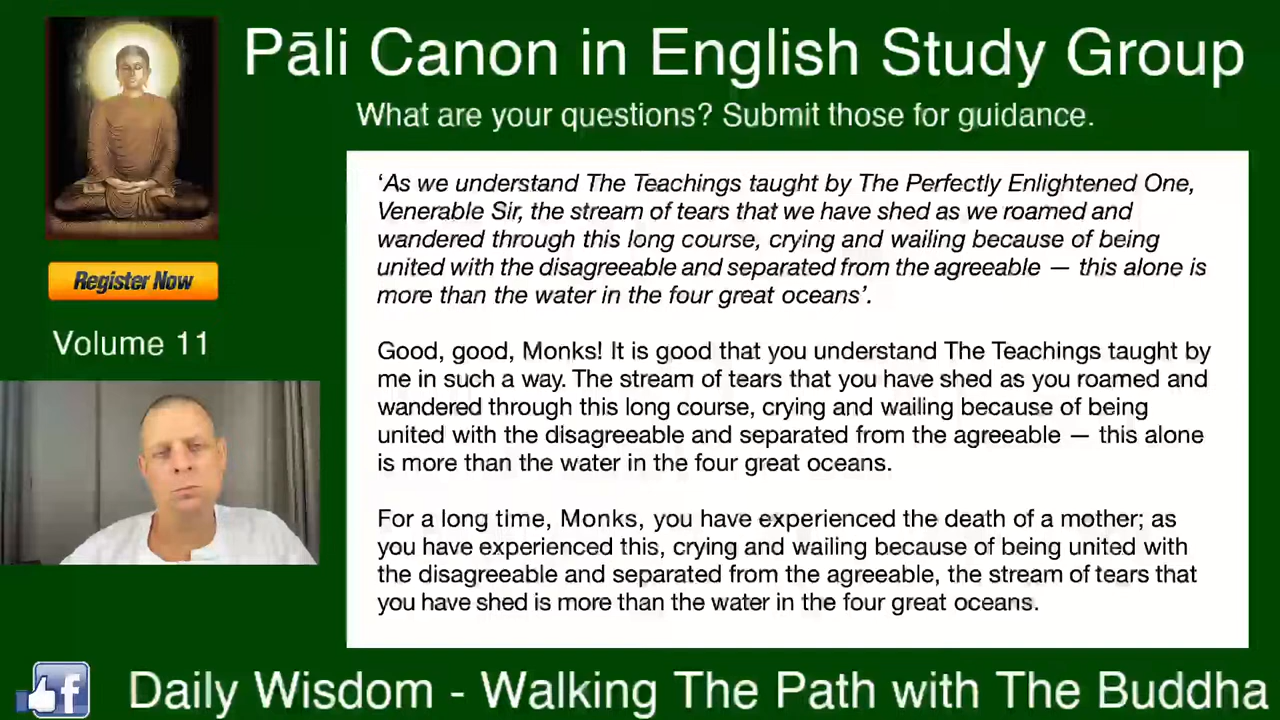 Pāli Canon in English Study Group
What are your questions? Submit those for guidance.
‘As we understand The Teachings taught by The Perfectly Enlightened One,
Venerable Sir, the stream of tears that we have shed as we roamed and
wandered through this long course, crying and wailing because of being
united with the disagreeable and separated from the agreeable — this alone is
more than the water in the four great oceans’.
Good, good, Monks! It is good that you understand The Teachings taught by
me in such a way. The stream of tears that you have shed as you roamed and
wandered through this long course, crying and wailing because of being
united with the disagreeable and separated from the agreeable — this alone
is more than the water in the four great oceans.
For a long time, Monks, you have experienced the death of a mother; as
you have experienced this, crying and wailing because of being united with
the disagreeable and separated from the agreeable, the stream of tears that
you have shed is more than the water in the four great oceans.
Register Now
Volume 11
f
Daily Wisdom - Walking The Path with The Buddha